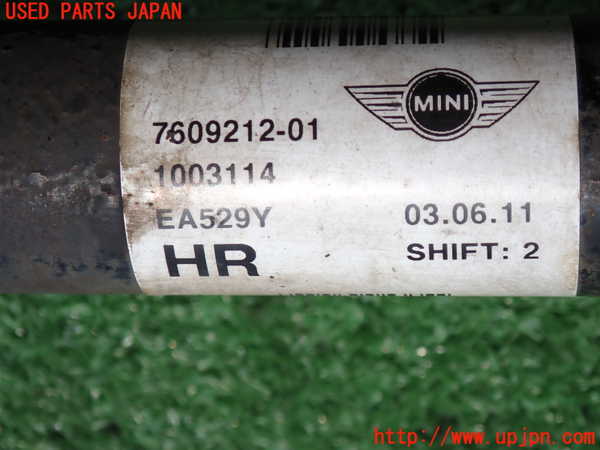 USED PARTS JAPAN
MINI
7609212-01
1003114
EA529Y
03.06.11
HR
SHIFT: 2
http://www.upjpn.com